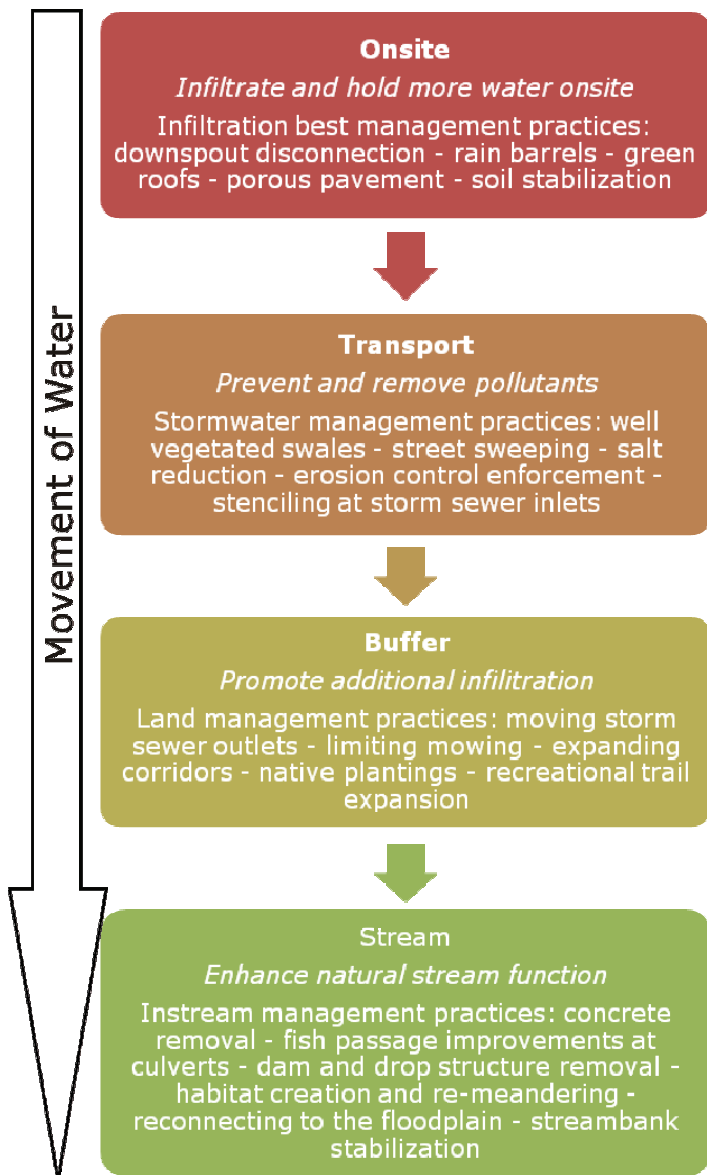 Movement of Water
Onsite
Infiltrate and hold more water onsite
Infiltration best management practices:
downspout disconnection - rain barrels - green
roofs - porous pavement - soil stabilization
Transport
Prevent and remove pollutants
Stormwater management practices: well
vegetated swales - street sweeping - salt
reduction - erosion control enforcement -
stenciling at storm sewer inlets
Buffer
Promote additional infilitration
Land management practices: moving storm
sewer outlets - limiting mowing - expanding
corridors - native plantings - recreational trail
expansion
Stream
Enhance natural stream function
Instream management practices: concrete
removal - fish passage improvements at
culverts - dam and drop structure removal -
habitat creation and re-meandering -
reconnecting to the floodplain - streambank
stabilization